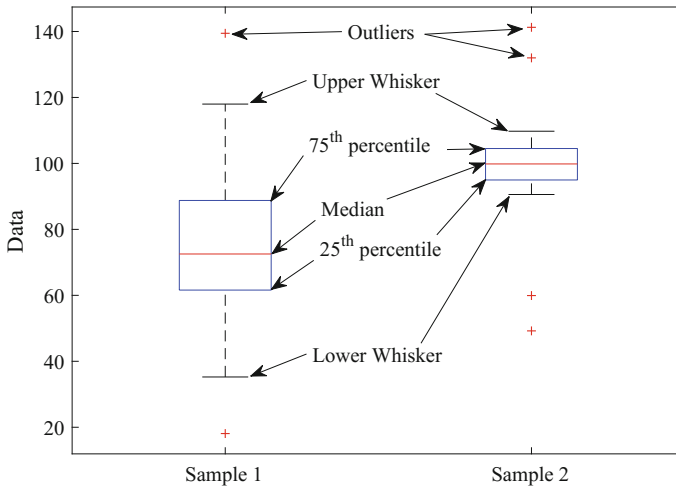 140
Outliers
120
Upper Whisker
100
75th percentile
Data
80
Median
25th percentile
60
40
Lower Whisker
20
Sample 1
Sample 2